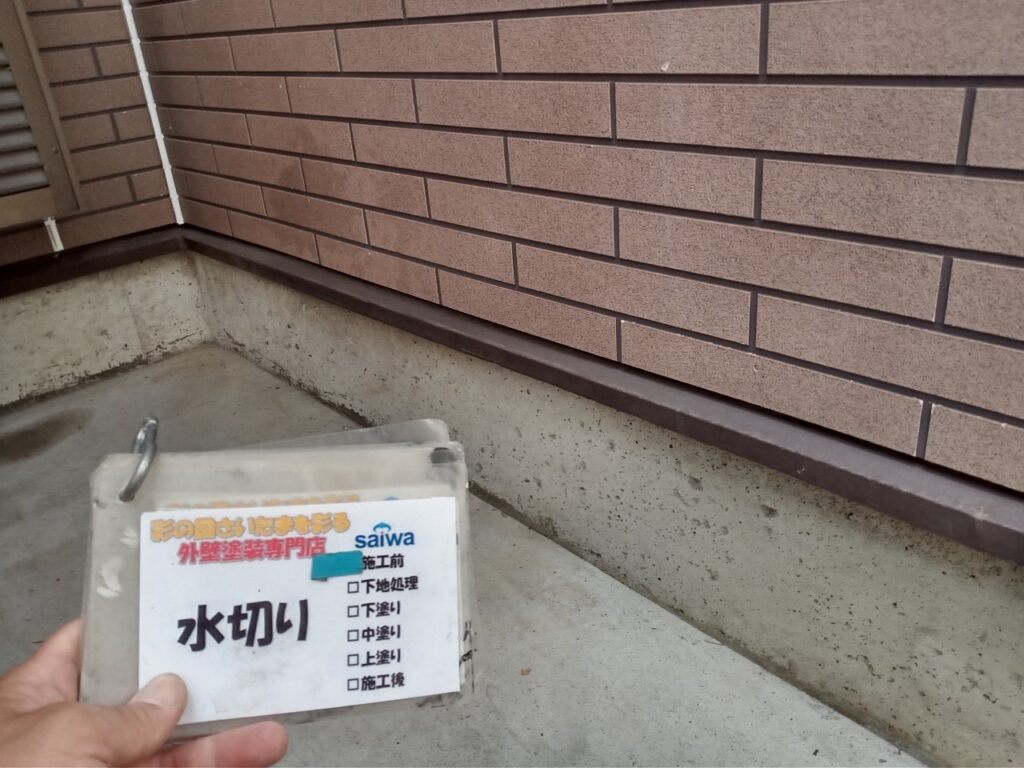 彩の国さいたまを彩る
外壁塗装専門店
saiwa
水切り
施工前
□下地処理
□下塗り
□中塗り
□上塗り
□施工後